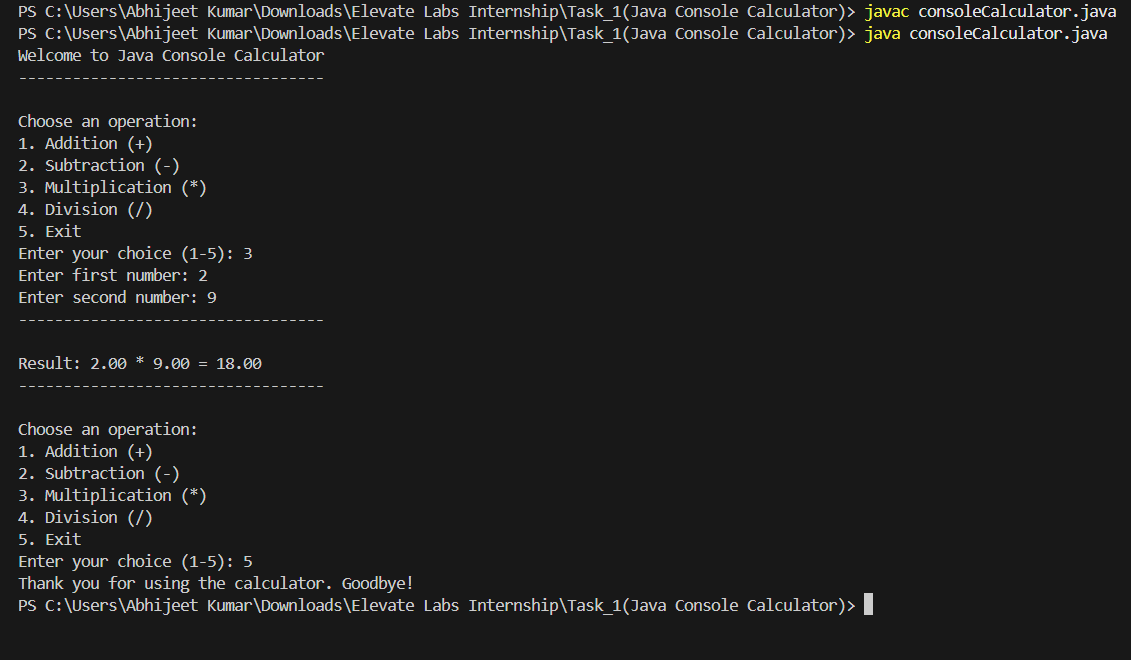 PS C:\Users\Abhijeet Kumar\Downloads\Elevate Labs Internship\Task_1(Java Console Calculator)> javac consoleCalculator.java
PS C:\Users\Abhijeet Kumar\Downloads\Elevate Labs Internship\Task_1(Java Console Calculator)> java consoleCalculator.java
Welcome to Java Console Calculator
----------------------------------
Choose an operation:
1. Addition (+)
2. Subtraction (-)
3. Multiplication (*)
4. Division (/)
5. Exit
Enter your choice (1-5): 3
Enter first number: 2
Enter second number: 9
----------------------------------
Result: 2.00 * 9.00 = 18.00
----------------------------------
Choose an operation:
1. Addition (+)
2. Subtraction (-)
3. Multiplication (*)
4. Division (/)
5. Exit
Enter your choice (1-5): 5
Thank you for using the calculator. Goodbye!
PS C:\Users\Abhijeet Kumar\Downloads\Elevate Labs Internship\Task_1(Java Console Calculator)>